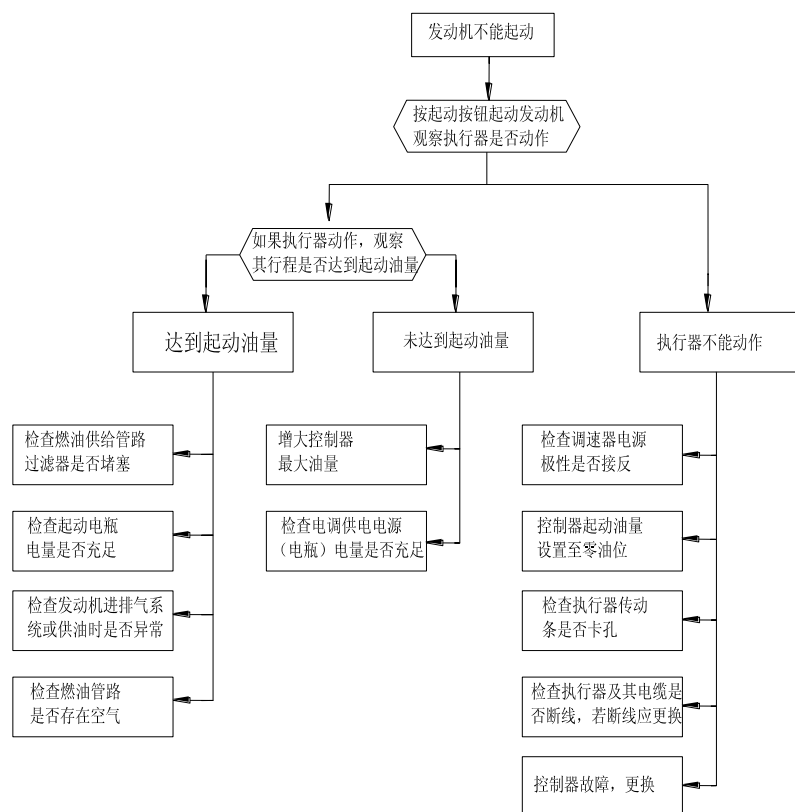 发动机不能起动
按起动按钮起动发动机
观察执行器是否动作
如果执行器动作，观察
其行程是否达到起动油量
达到起动油量
未达到起动油量
执行器不能动作
检查燃油供给管路
过滤器是否堵塞
检查起动电瓶
电量是否充足
检查发动机进排气系
统或供油时是否异常
检查燃油管路
是否存在空气
增大控制器
最大油量
检查电调供电电源
（电瓶）电量是否充足
检查调速器电源
极性是否接反
控制器起动油量
设置至零油位
检查执行器传动
条是否卡孔
检查执行器及其电缆是
否断线，若断线应更换
控制器故障，更换